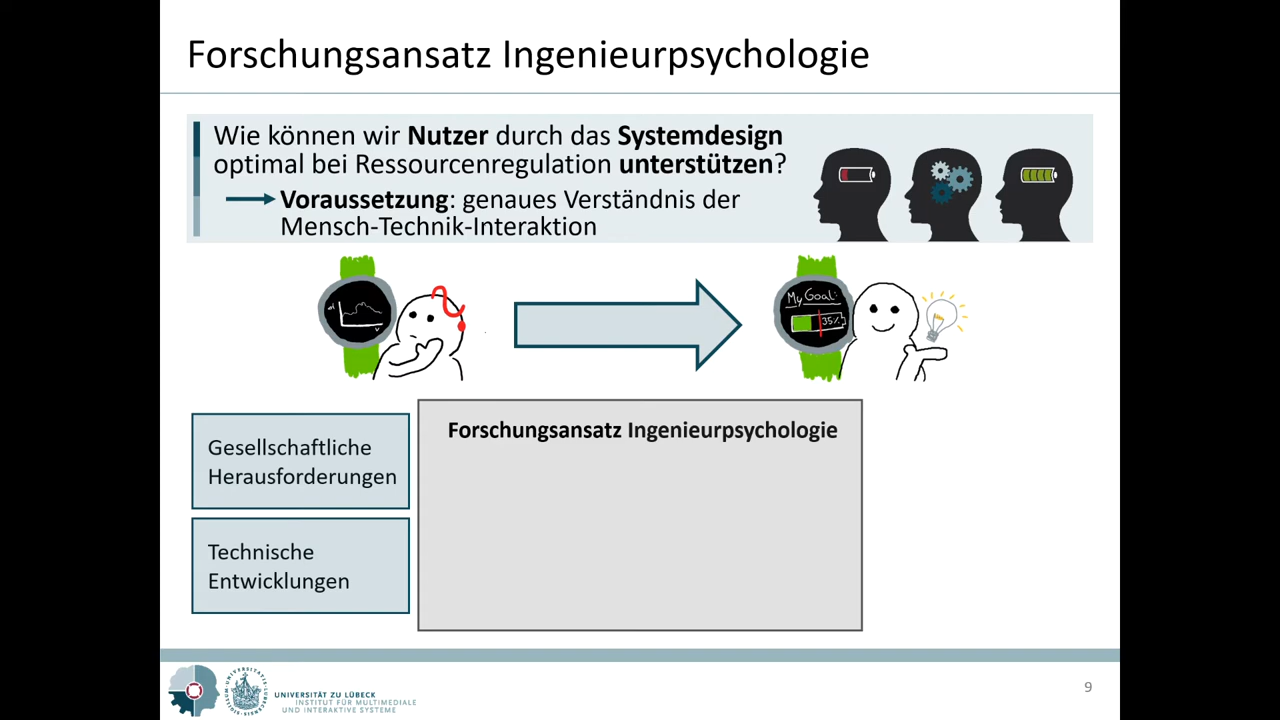 Forschungsansatz Ingenieurpsychologie
Wie können wir Nutzer durch das Systemdesign
optimal bei Ressourcenregulation unterstützen?
Voraussetzung: genaues Verständnis der
Mensch-Technik-Interaktion
My Goal:
35%
Forschungsansatz Ingenieurpsychologie
Gesellschaftliche
Herausforderungen
Technische
Entwicklungen
UNIVERSITÄT ZU LÜBECK
INSTITUT FÜR MULTIMEDIALE
UND INTERAKTIVE SYSTEME
9